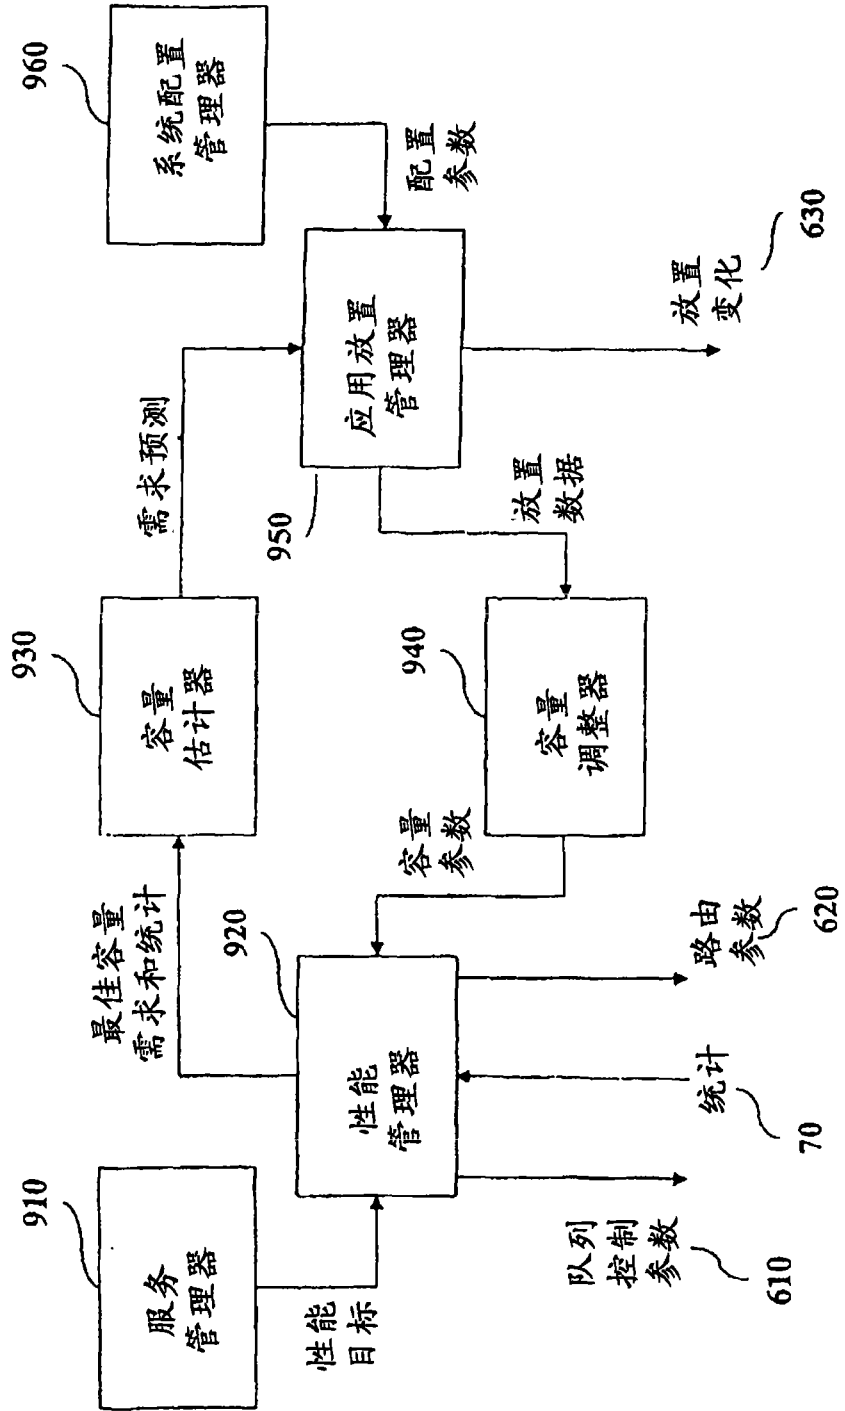 910
服务
管理器
性能
目标
最佳容量
需求和统计
920
性能
管理器
队列
控制
参数
610
统计
70
路由
参数
620
930
容量
估计器
容量
参数
940
容量
调整器
需求预测
950
应用放置
管理器
放置
数据
960
系统配置
管理器
配置
参数
放置
变化
630